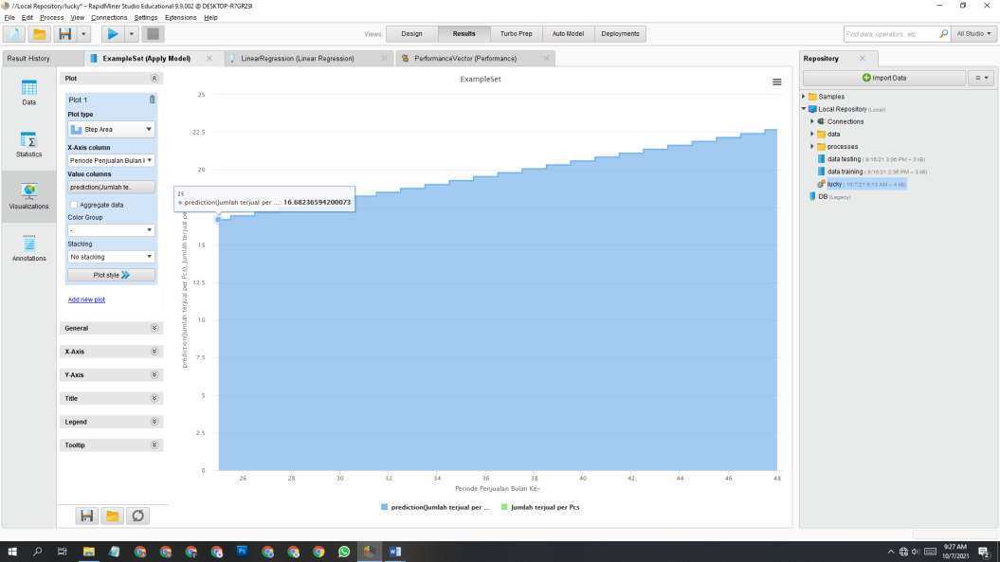 //Local Repository/lucky* – RapidMiner Studio Educational 9.9.002 @ DESKTOP-R7GR29I
File Edit Process View Connections Settings Extensions Help
Views: Design Results Turbo Prep Auto Model Deployments
Find data, operators...etc All Studio
Result History
ExampleSet (Apply Model)
LinearRegression (Linear Regression)
PerformanceVector (Performance)
Repository
Data
Statistics
Visualizations
Annotations
Plot
Plot 1
Plot type
Step Area
X-Axis column
Periode Penjualan Bulan
Value columns
prediction(Jumlah te..
Aggregate data
Color Group
-
Stacking
No stacking
Plot style
Add new plot
General
X-Axis
Y-Axis
Title
Legend
Tooltip
ExampleSet
25
22.5
20
15
12.5
10
7.5
5
2.5
0
25
prediction(Jumlah terjual per ...: 16.68236594200073
prediction(Jumlah terjual per Pcs), Jumlah terjual per
26 28 30 32 34 36 38 40 42 44 46 48
Periode Penjualan Bulan Ke-
prediction(Jumlah terjual per ... Jumlah terjual per Pcs
Import Data
Samples
Local Repository (Local)
Connections
data
processes
data testing (9/16/21 3:06 PM – 3 kB)
data training (9/16/21 2:36 PM – 3 kB)
lucky (10/7/21 9:13 AM – 4 kB)
DB (Legacy)
9:27 AM
10/7/2021
2